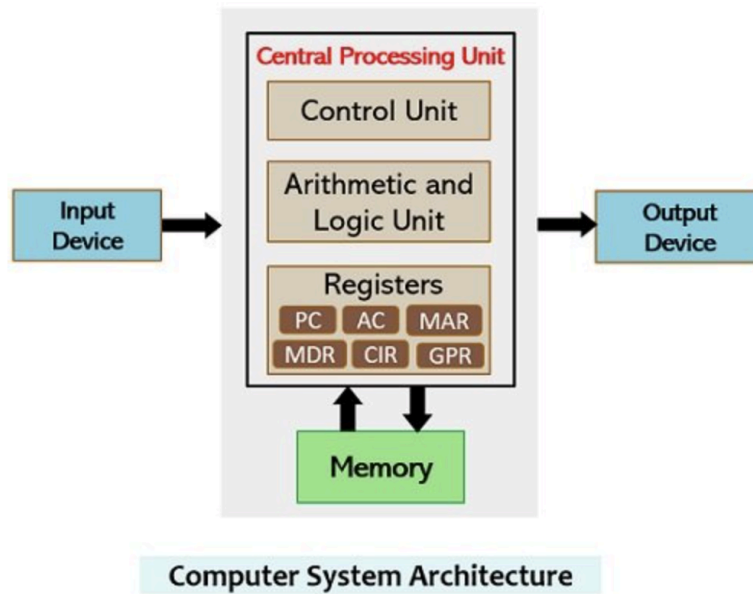 Central Processing Unit
Control Unit
Arithmetic and
Logic Unit
Input
Device
Output
Device
Registers
PC AC MAR
MDR CIR GPR
Memory
Computer System Architecture